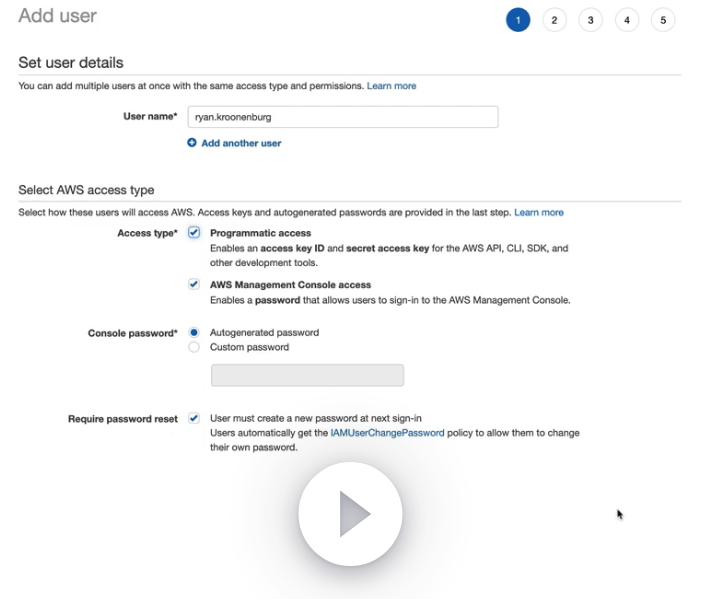 Add user
1 2 3 4 5
Set user details
You can add multiple users at once with the same access type and permissions. Learn more
User name* ryan.kroonenburg
Add another user
Select AWS access type
Select how these users will access AWS. Access keys and autogenerated passwords are provided in the last step. Learn more
Access type* Programmatic access
Enables an access key ID and secret access key for the AWS API, CLI, SDK, and
other development tools.
AWS Management Console access
Enables a password that allows users to sign-in to the AWS Management Console.
Console password* Autogenerated password
Custom password
Require password reset User must create a new password at next sign-in
Users automatically get the IAMUserChangePassword policy to allow them to change
their own password.